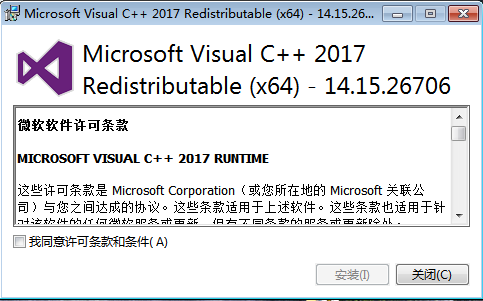 Microsoft Visual C++ 2017 Redistributable (x64) - 14.15.26...
Microsoft Visual C++ 2017
Redistributable (x64) - 14.15.26706
微软软件许可条款
MICROSOFT VISUAL C++ 2017 RUNTIME
这些许可条款是 Microsoft Corporation（或您所在地的 Microsoft 关联公
司）与您之间达成的协议。这些条款适用于上述软件。这些条款也适用于针
对该软件的任何微软服务或更新，但有不同条款的服务或更新除外。
我同意许可条款和条件(A)
安装(I)
关闭(C)